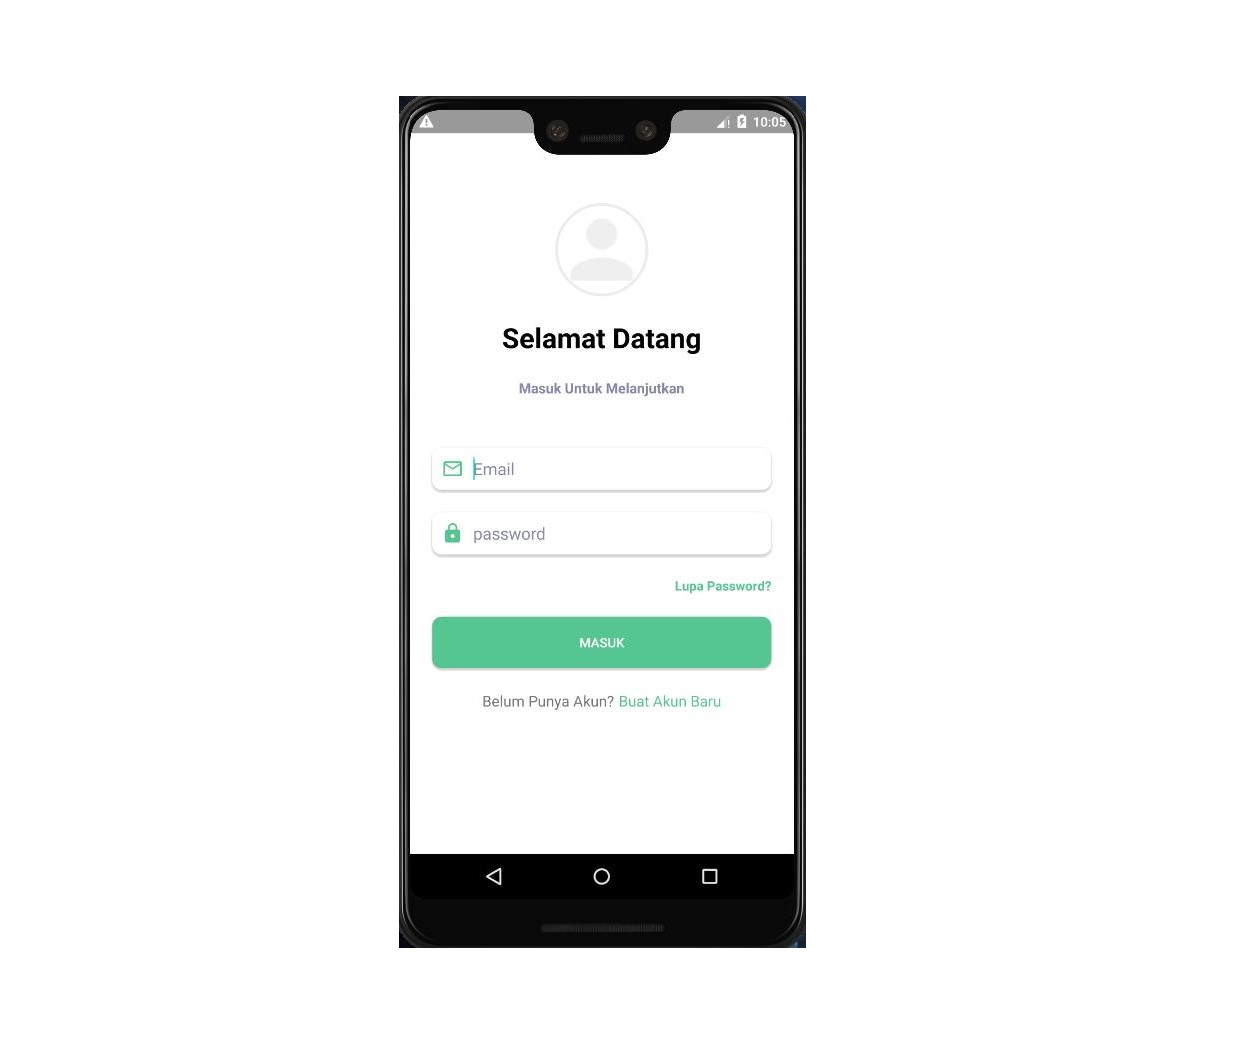 10:05
Selamat Datang
Masuk Untuk Melanjutkan
Email
password
Lupa Password?
MASUK
Belum Punya Akun? Buat Akun Baru